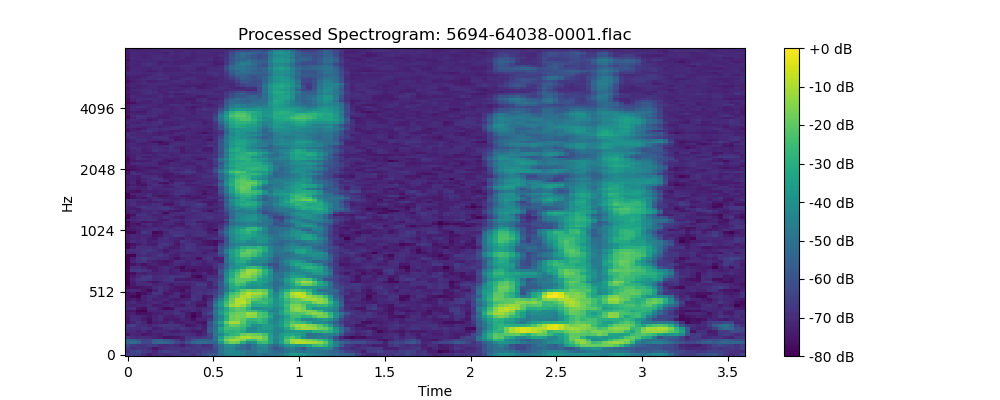 Processed Spectrogram: 5694-64038-0001.flac
+0 dB
-10 dB
-20 dB
-30 dB
-40 dB
-50 dB
-60 dB
-70 dB
-80 dB
4096
2048
1024
512
0
Hz
0 0.5 1 1.5 2 2.5 3 3.5
Time